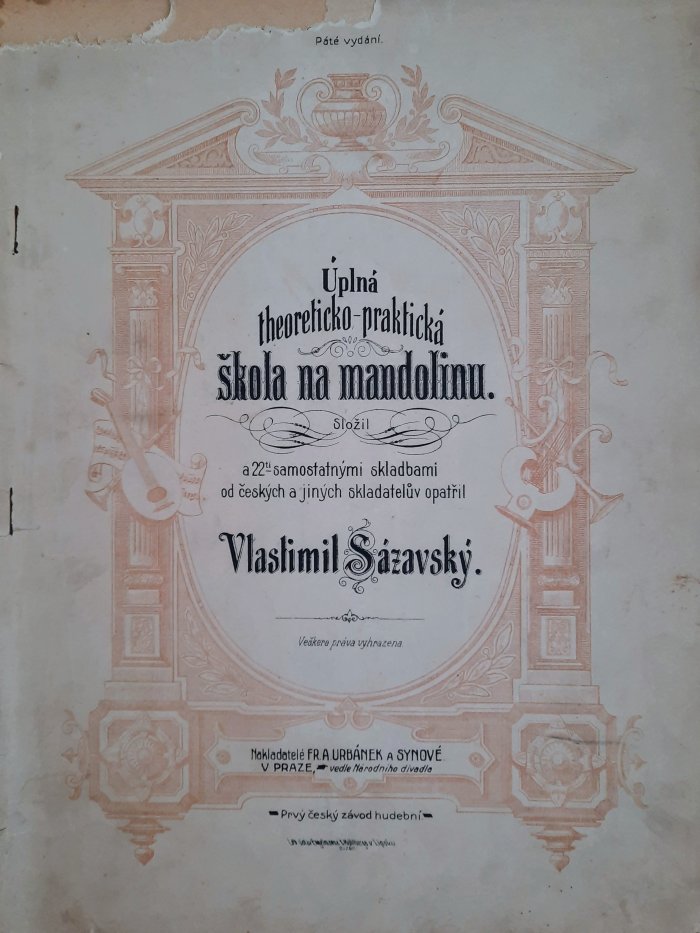 Páté vydání.
Úplná
theoreticko-praktická
škola na mandolinu.
Složil
a 22ti samostatnými skladbami
od českých a jiných skladatelův opatřil
Vlastimil Sázavský.
Veškera práva vyhrazena
Nakladatelé FR. A. URBÁNEK A SYNOVÉ
V PRAZE, vedle Národního divadla
Prvý český závod hudební